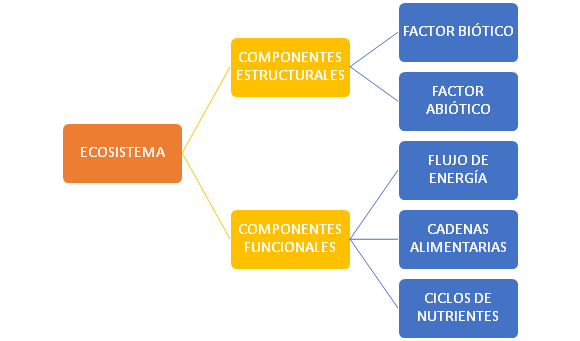 ECOSISTEMA
COMPONENTES
ESTRUCTURALES
FACTOR BIÓTICO
FACTOR
ABIÓTICO
COMPONENTES
FUNCIONALES
FLUJO DE
ENERGÍA
CADENAS
ALIMENTARIAS
CICLOS DE
NUTRIENTES